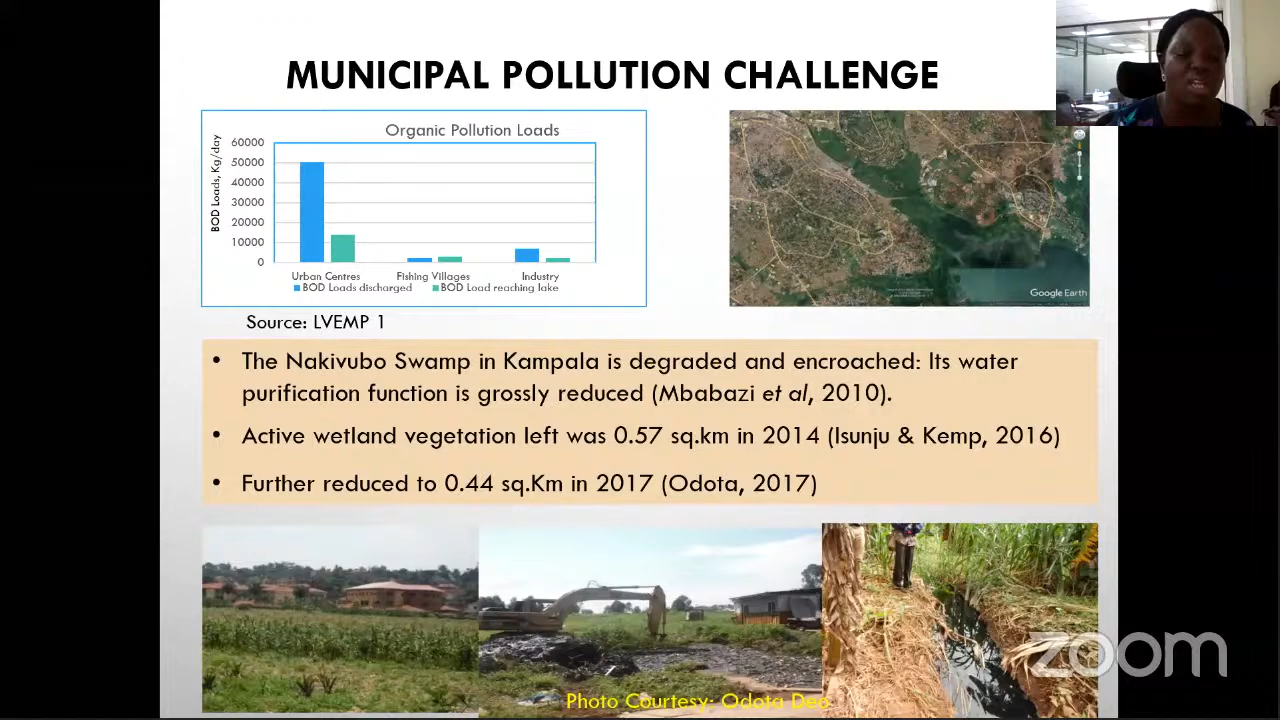 MUNICIPAL POLLUTION CHALLENGE
Organic Pollution Loads
BOD Loads, Kg/day
60000
50000
40000
30000
20000
10000
0
Urban Centres Fishing Villages Industry
BOD Loads discharged BOD Load reaching lake
Google Earth
Source: LVEMP 1
• The Nakivubo Swamp in Kampala is degraded and encroached: Its water
purification function is grossly reduced (Mbabazi et al, 2010).
• Active wetland vegetation left was 0.57 sq.km in 2014 (Isunju & Kemp, 2016)
• Further reduced to 0.44 sq.Km in 2017 (Odota, 2017)
zoom
Photo Courtesy: Odota Deo